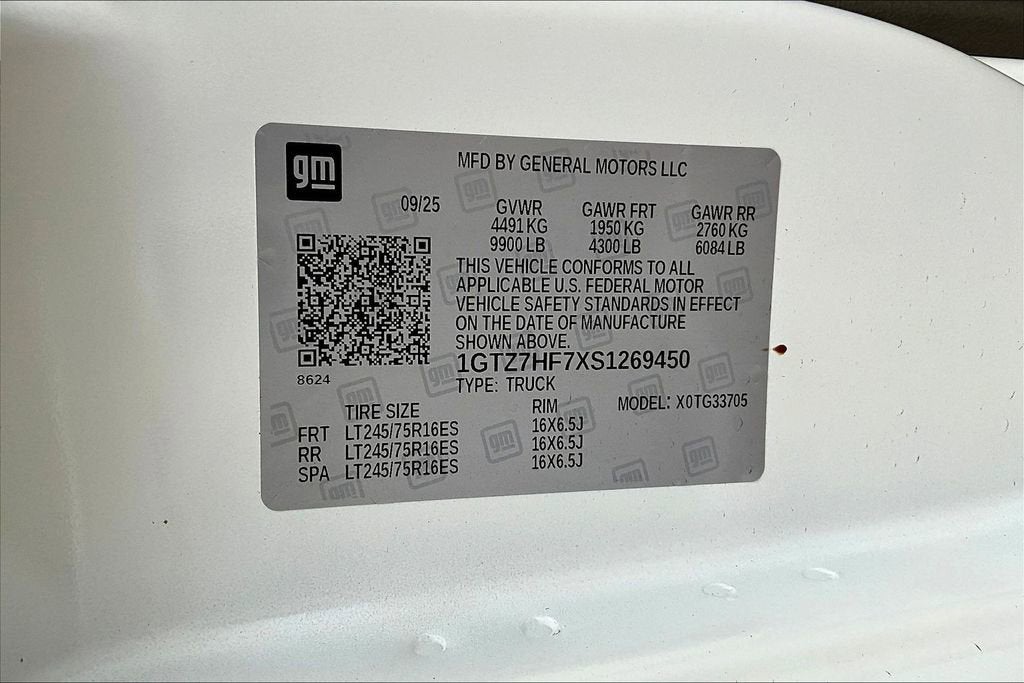 gm
MFD BY GENERAL MOTORS LLC
09/25
GVWR GAWR FRT GAWR RR
4491 KG 1950 KG 2760 KG
9900 LB 4300 LB 6084 LB
THIS VEHICLE CONFORMS TO ALL
APPLICABLE U.S. FEDERAL MOTOR
VEHICLE SAFETY STANDARDS IN EFFECT
ON THE DATE OF MANUFACTURE
SHOWN ABOVE.
1GTZ7HF7XS1269450
8624
TYPE: TRUCK
TIRE SIZE RIM MODEL: X0TG33705
FRT LT245/75R16ES 16X6.5J
RR LT245/75R16ES 16X6.5J
SPA LT245/75R16ES 16X6.5J